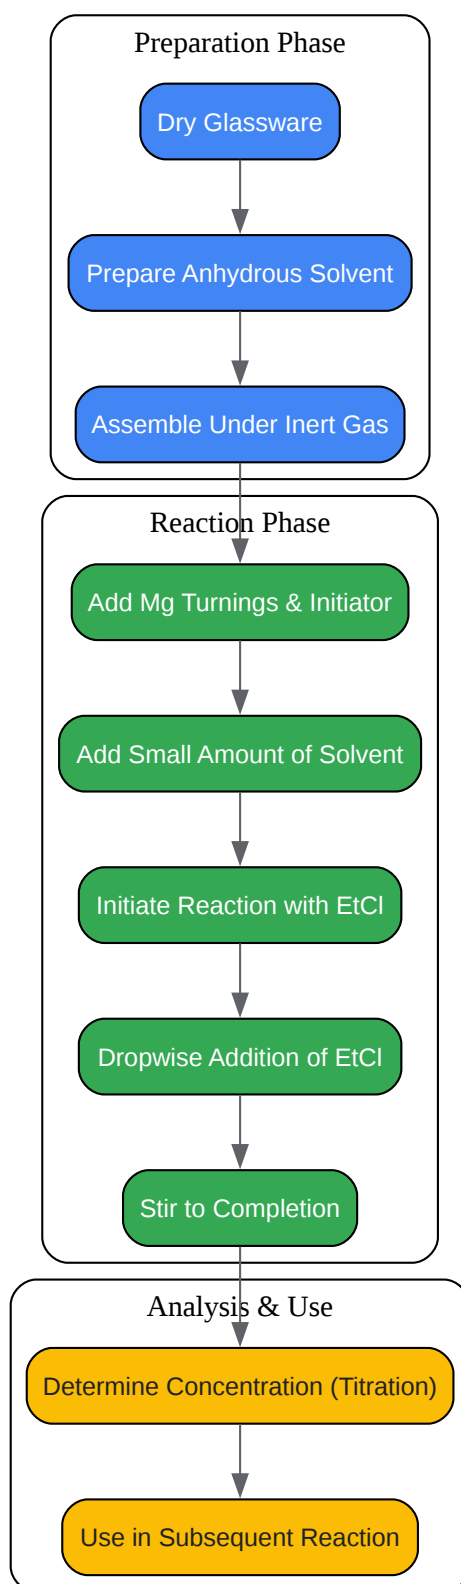 Preparation Phase
Dry Glassware
Prepare Anhydrous Solvent
Assemble Under Inert Gas
Reaction Phase
Add Mg Turnings & Initiator
Add Small Amount of Solvent
Initiate Reaction with EtCl
Dropwise Addition of EtCl
Stir to Completion
Analysis & Use
Determine Concentration (Titration)
Use in Subsequent Reaction